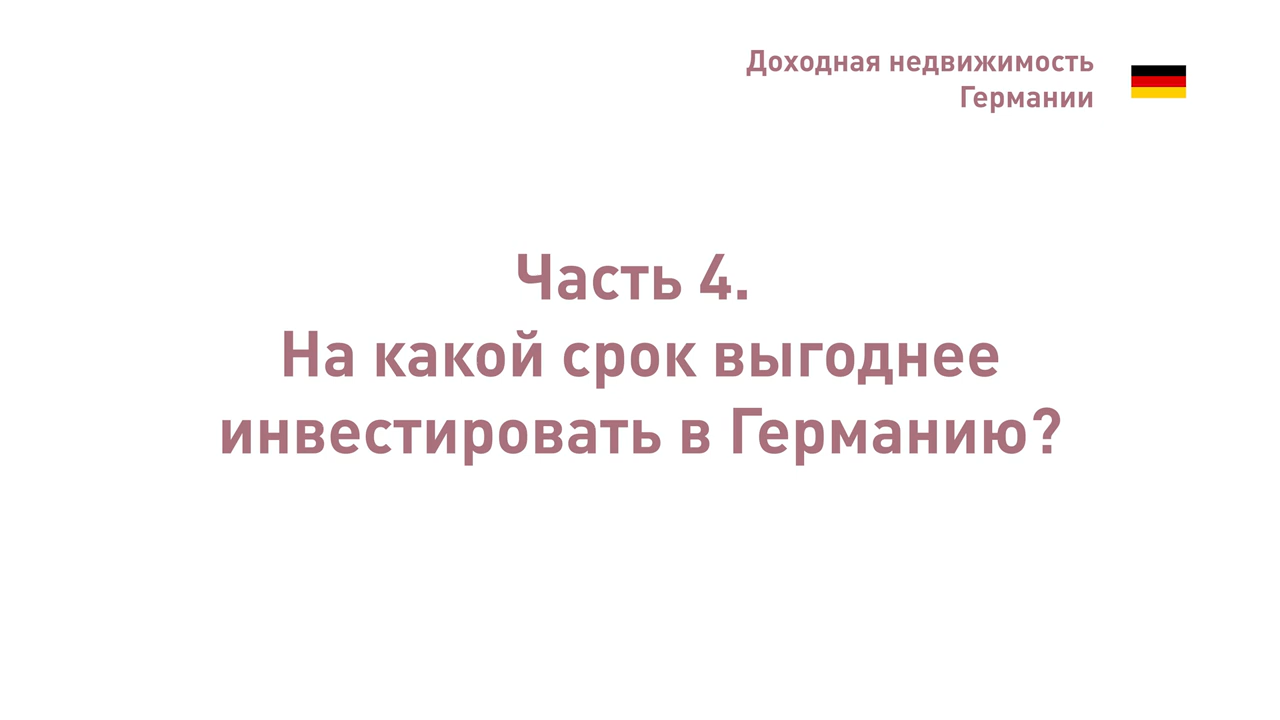 Доходная недвижимость
Германии
Часть 4.
На какой срок выгоднее
инвестировать в Германию?